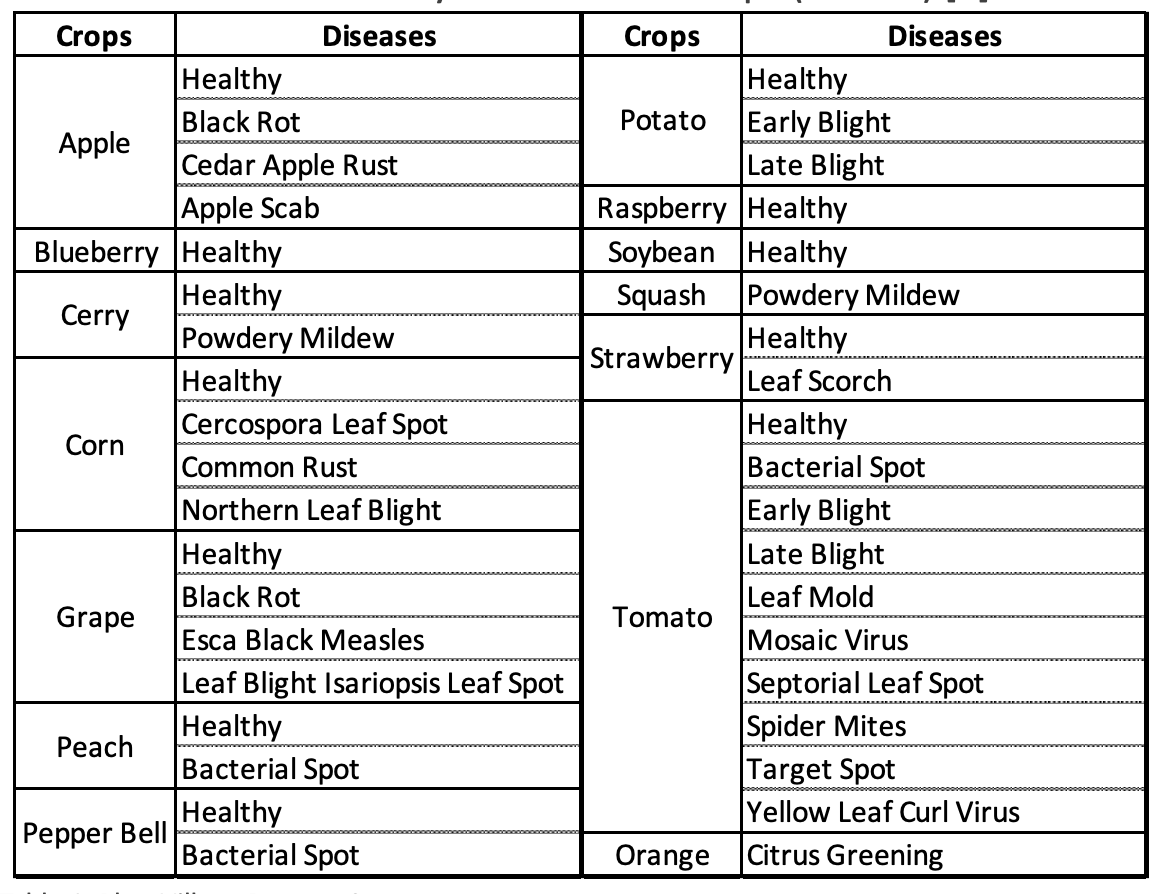 Crops Diseases Crops Diseases
Apple Healthy Potato Healthy
Black Rot Early Blight
Cedar Apple Rust Late Blight
Apple Scab Raspberry Healthy
Blueberry Healthy Soybean Healthy
Cerry Healthy Squash Powdery Mildew
Powdery Mildew Strawberry Healthy
Corn Healthy Leaf Scorch
Cercospora Leaf Spot Tomato Healthy
Common Rust Bacterial Spot
Northern Leaf Blight Early Blight
Grape Healthy Late Blight
Black Rot Leaf Mold
Esca Black Measles Mosaic Virus
Leaf Blight Isariopsis Leaf Spot Septorial Leaf Spot
Peach Healthy Spider Mites
Bacterial Spot Target Spot
Pepper Bell Healthy Yellow Leaf Curl Virus
Bacterial Spot Orange Citrus Greening